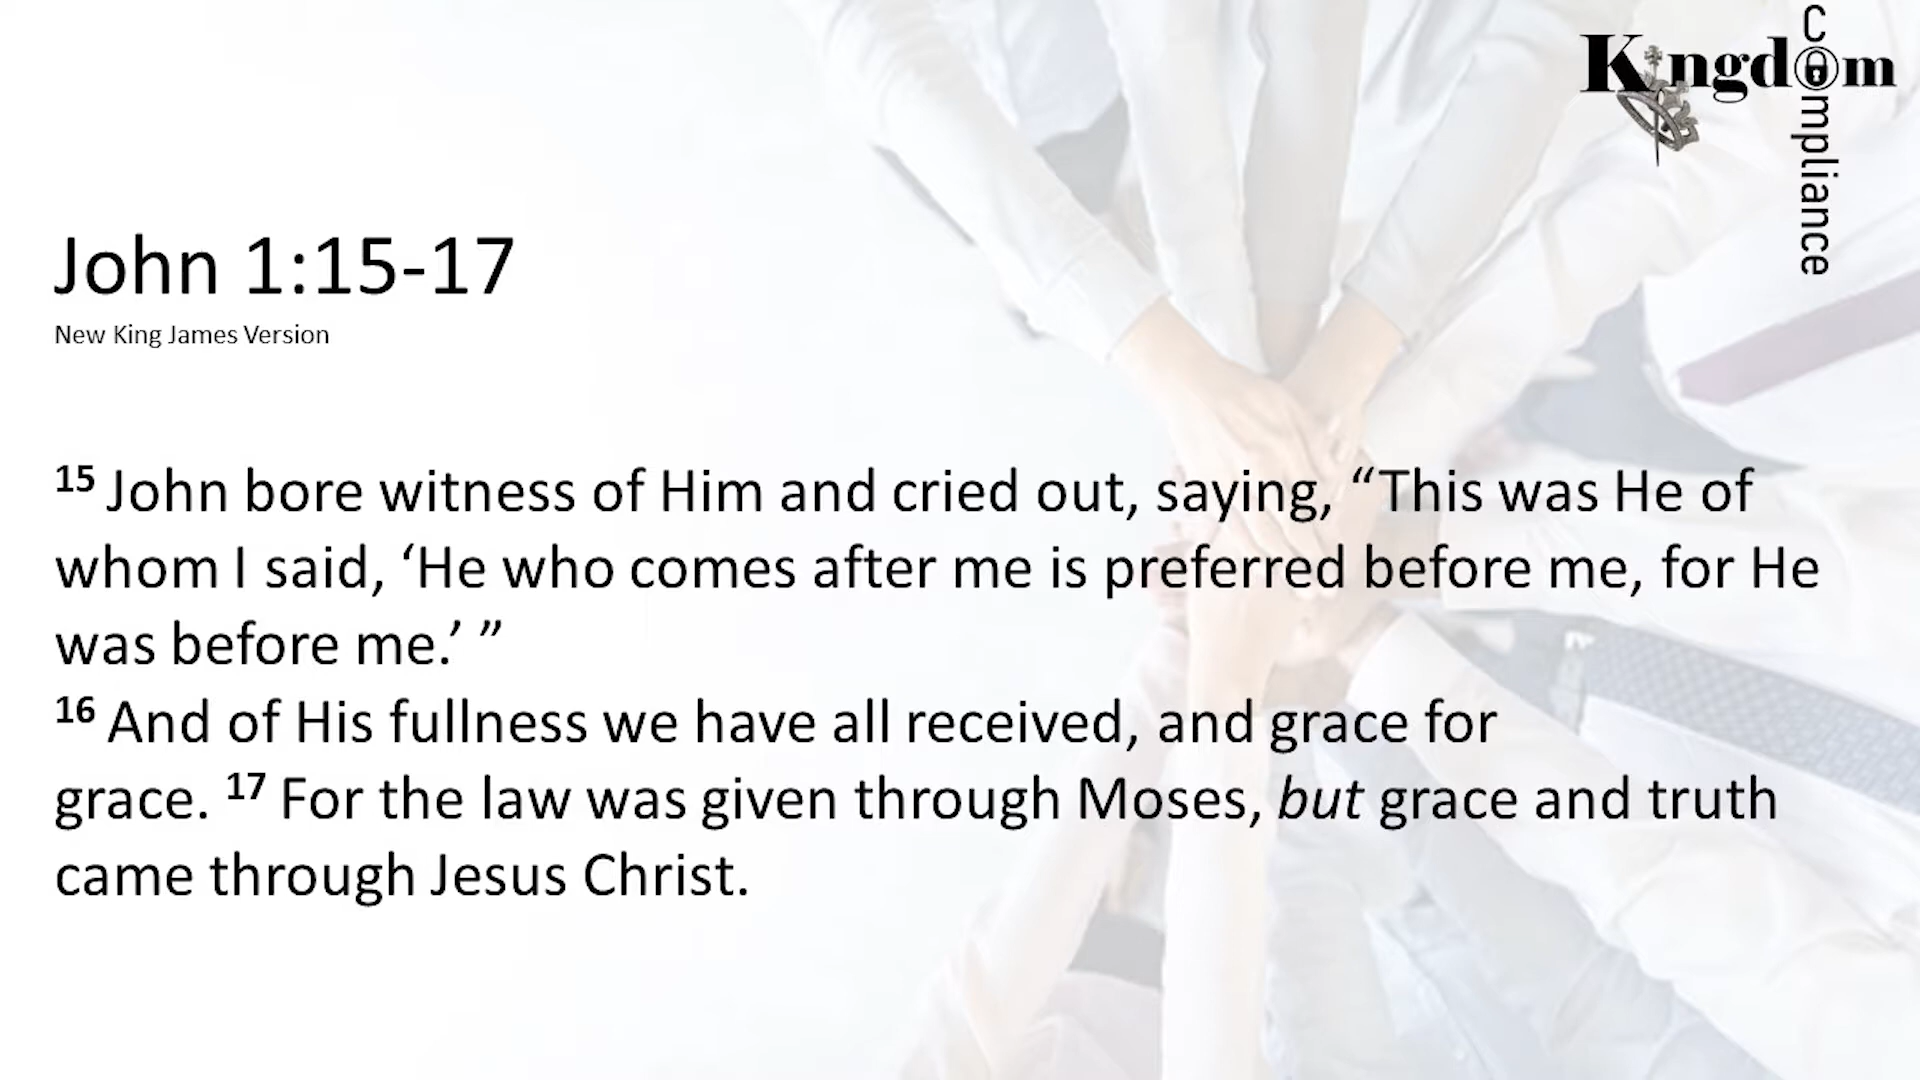 Kingdom
Compliance
John 1:15-17
New King James Version
15 John bore witness of Him and cried out, saying, “This was He of
whom I said, ‘He who comes after me is preferred before me, for He
was before me.’ ”
16 And of His fullness we have all received, and grace for
grace. 17 For the law was given through Moses, but grace and truth
came through Jesus Christ.